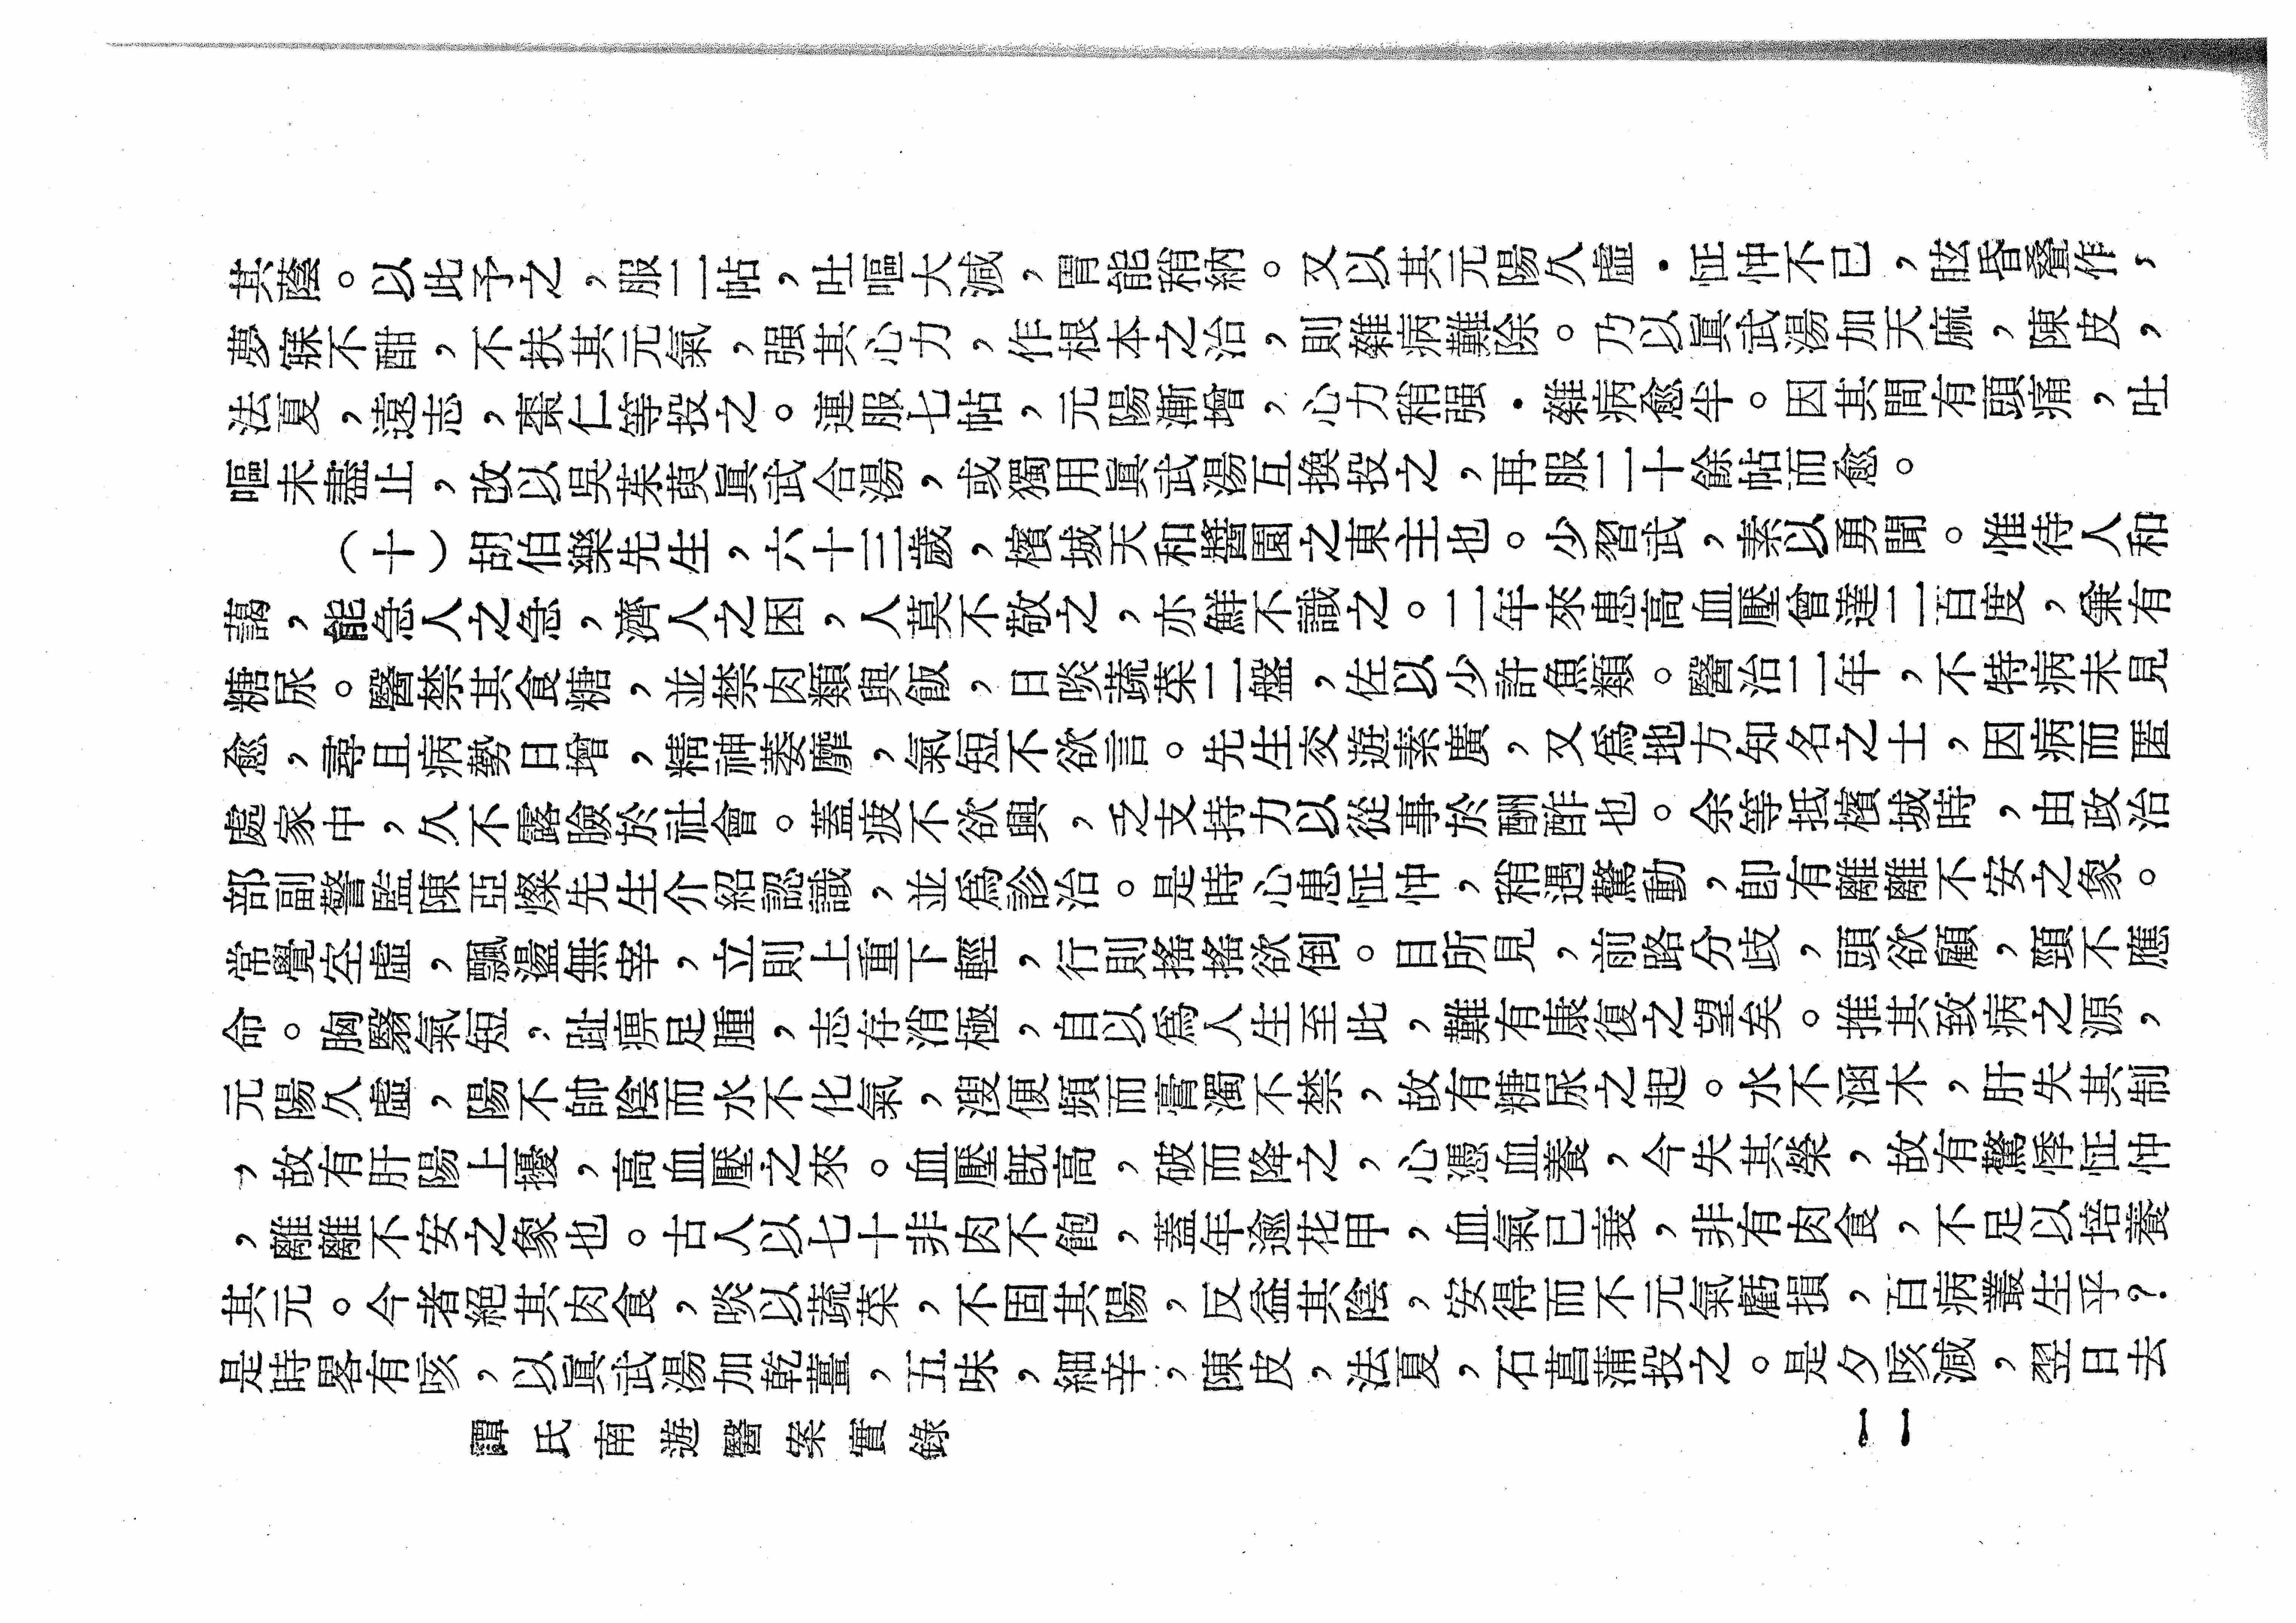 其蔭。以此予之，服二帖，吐嘔大減，胃能稍納。又以其元陽久虛．怔忡不已，眩昏叠作，
夢寐不酣，不扶其元氣，强其心力，作根本之治，則雜病難除。乃以眞武湯加天麻，陳皮，
法夏，遠志，棗仁等投之。連服七帖，元陽漸增，心力稍强．雜病愈半。因其間有頭痛，吐
嘔未盡止，改以吳茱萸眞武合湯，或獨用眞武湯互換投之，再服二十餘帖而愈。
（十）胡伯樂先生，六十三歲，檳城天和醬園之東主也。少習武，素以勇聞。惟待人和
藹，能急人之急，濟人之困，人莫不敬之，亦鮮不識之。二年來患高血壓曾達二百度，兼有
糖尿。醫禁其食糖，並禁肉類與飯，日啖蔬菜二盤，佐以少許魚類。醫治二年，不特病未見
愈，尋且病勢日增，精神萎靡，氣短不欲言。先生交遊素廣，又爲地方知名之士，因病而匿
處家中，久不露臉於社會。蓋疲不欲興，乏支持力以從事於酬酢也。余等抵檳城時，由政治
部副警監陳亞燦先生介紹認識，並爲診治。是時心患怔忡，稍遇驚動，卽有離離不安之象。
常覺空虛，飄盪無宰，立則上重下輕，行則搖搖欲倒。目所見，前路分歧，頭欲顧，頸不應
命。胸翳氣短，趾痹足腫，志存消極，自以爲人生至此，難有康復之望矣。推其致病之源，
元陽久虛，陽不帥陰而水不化氣，溲便頻而膏濁不禁，故有糖尿之起。水不涵木，肝失其制
，故有肝陽上擾，高血壓之來。血壓旣高，破而降之，心憑血養，今失其榮，故有驚悸怔忡
，離離不安之象也。古人以七十非肉不飽，蓋年逾花甲，血氣已衰，非有肉食，不足以培養
其元。今者絕其肉食，啖以蔬菜，不固其陽，反益其陰，安得而不元氣虧損，百病叢生乎？
是時畧有咳，以眞武湯加乾薑，五味，細辛，陳皮，法夏，石菖蒲投之。是夕咳減，翌日去
譚氏南遊醫案實錄
一一